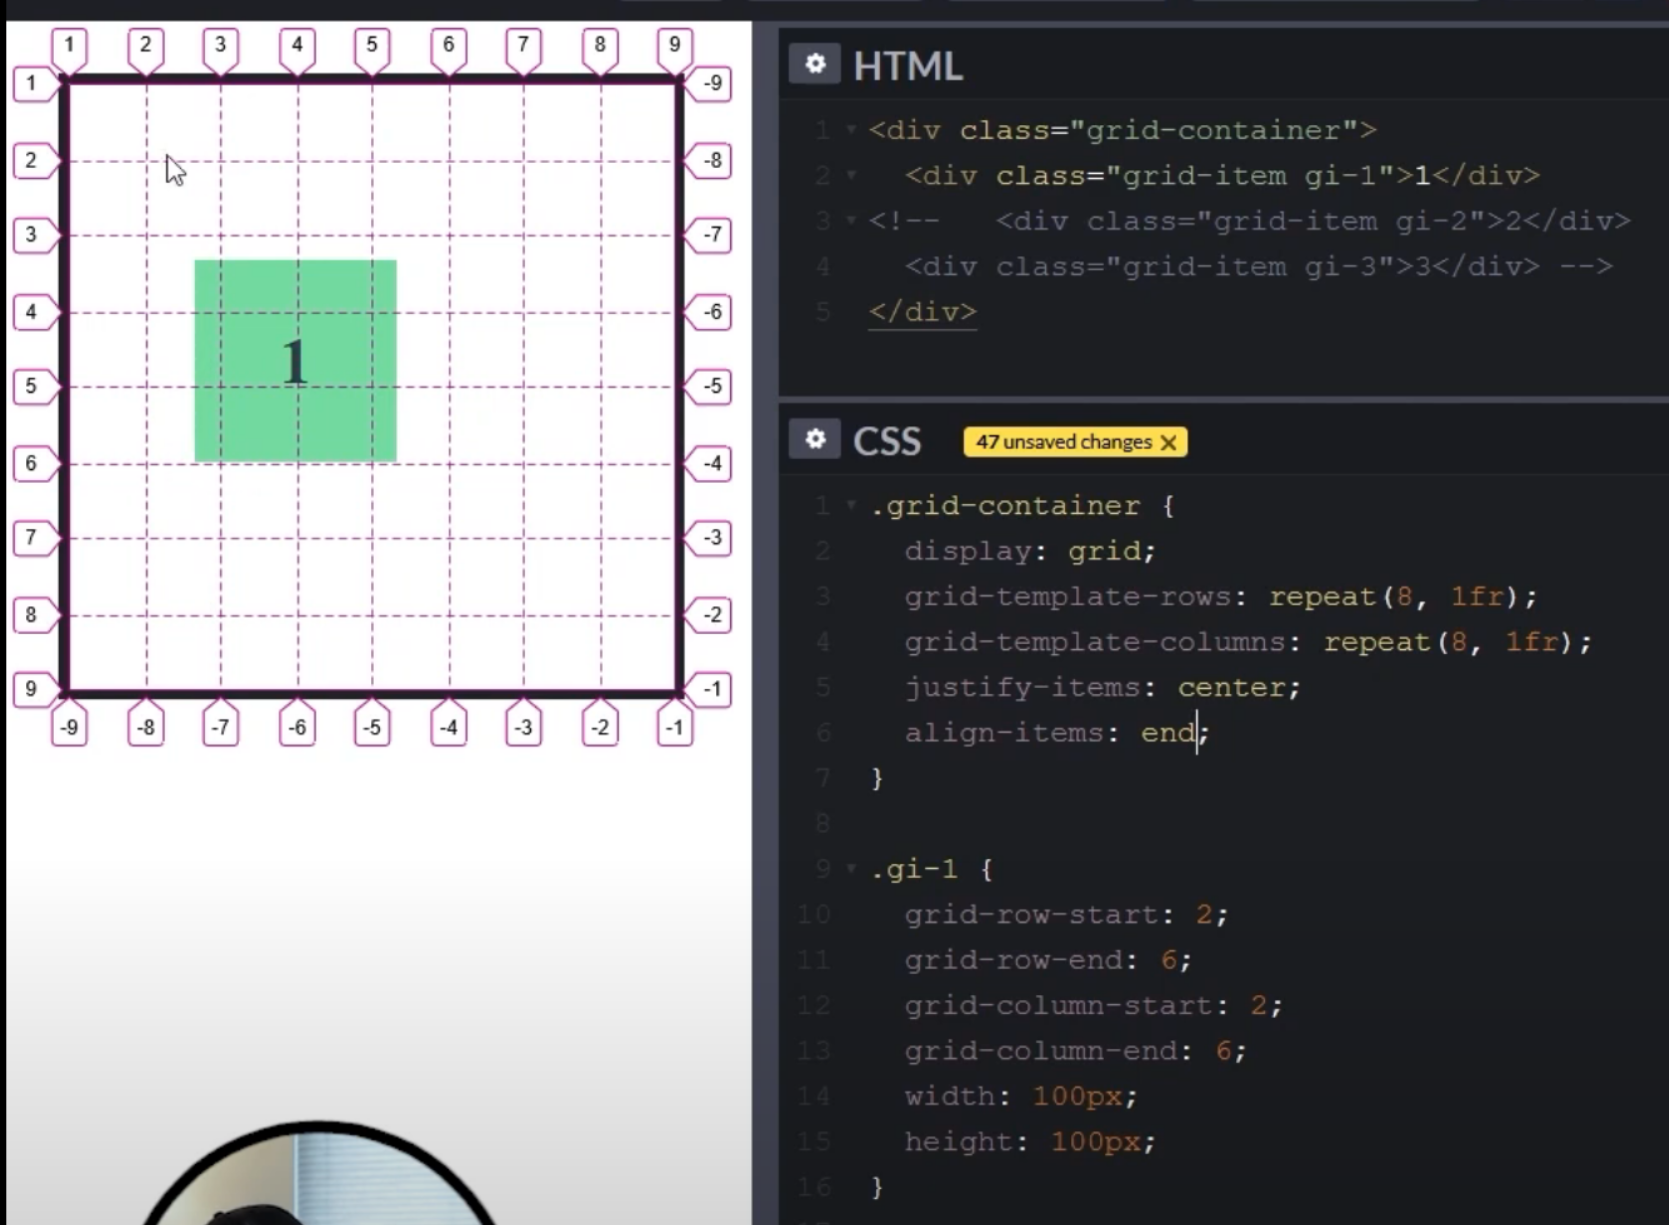 1 2 3 4 5 6 7 8 9
1 -9
2 -8
3 -7
4 -6
1
5 -5
6 -4
7 -3
8 -2
9 -1
-9 -8 -7 -6 -5 -4 -3 -2 -1
HTML
1 <div class="grid-container">
2 <div class="grid-item gi-1">1</div>
3 <!-- <div class="grid-item gi-2">2</div>
4 <div class="grid-item gi-3">3</div> -->
5 </div>
CSS 47 unsaved changes X
1 .grid-container {
2 display: grid;
3 grid-template-rows: repeat(8, 1fr);
4 grid-template-columns: repeat(8, 1fr);
5 justify-items: center;
6 align-items: end;
7 }
8
9 .gi-1 {
10 grid-row-start: 2;
11 grid-row-end: 6;
12 grid-column-start: 2;
13 grid-column-end: 6;
14 width: 100px;
15 height: 100px;
16 }